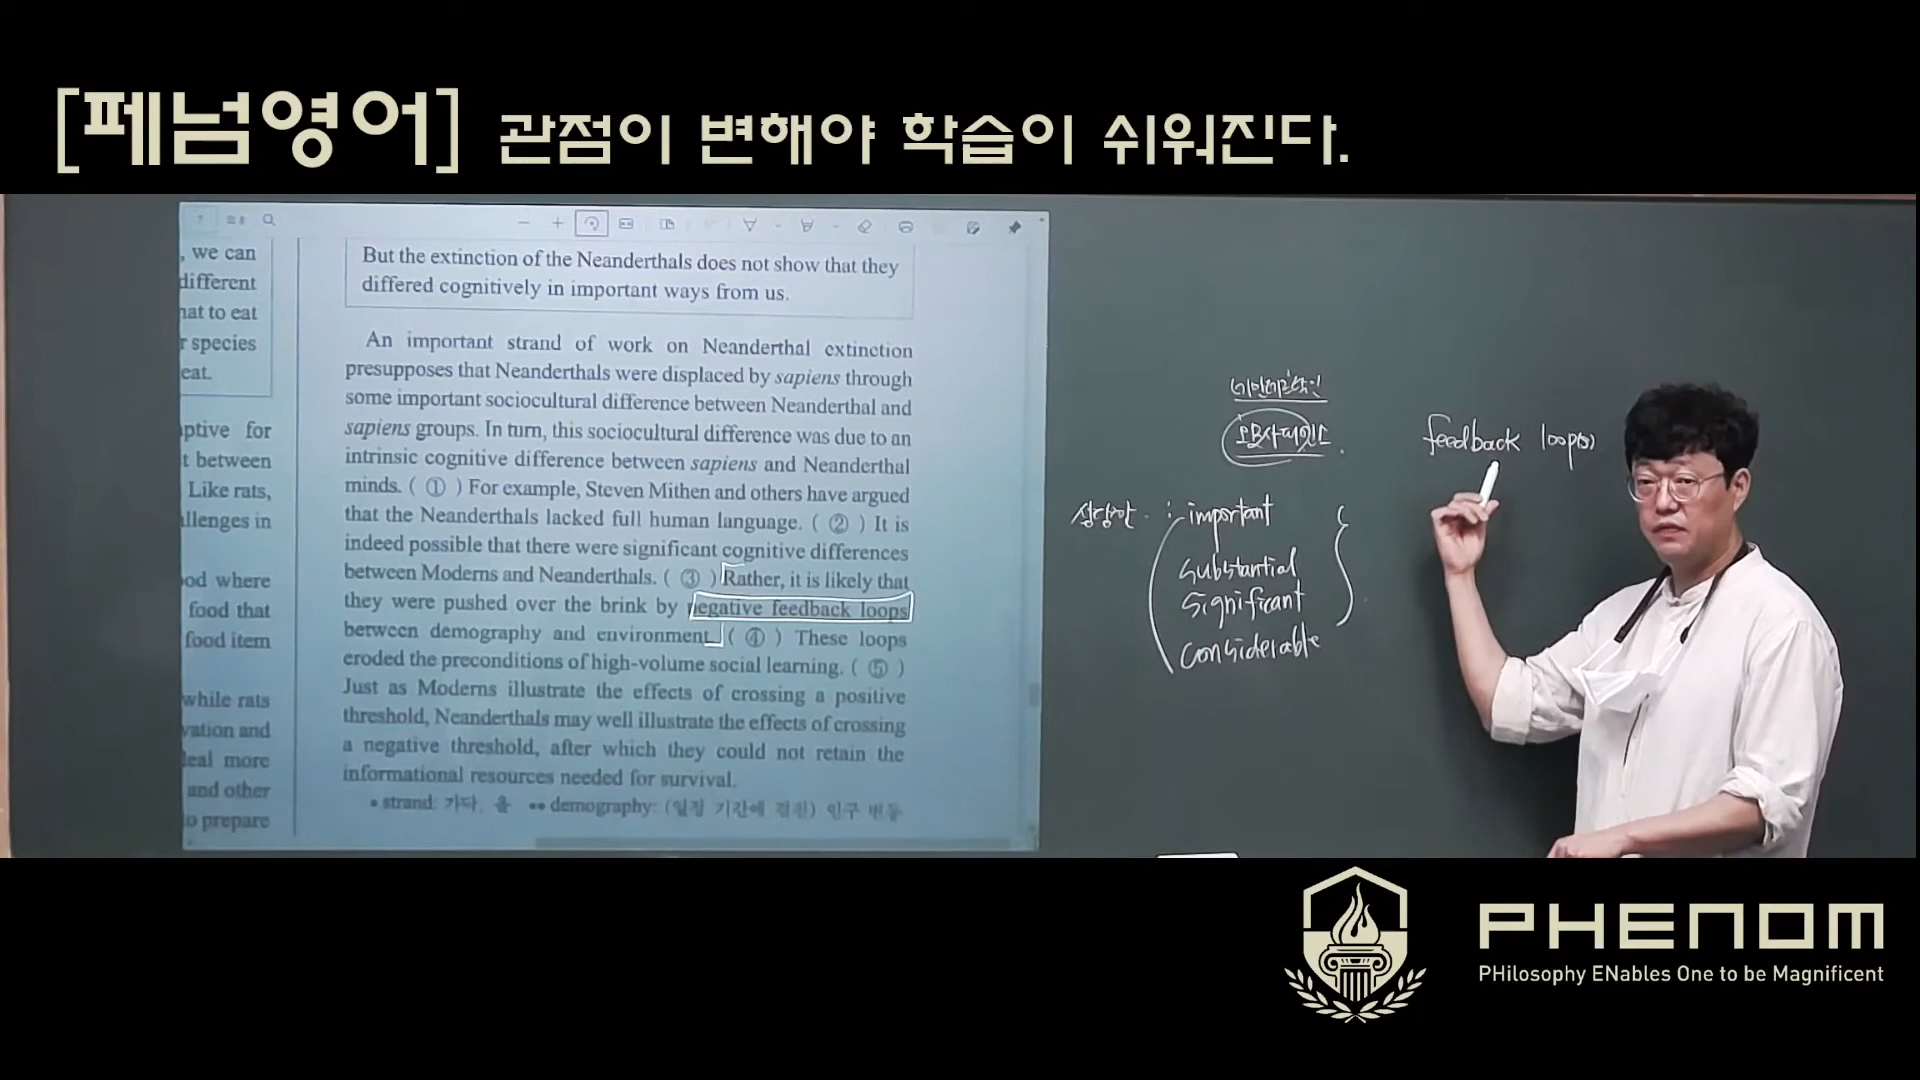 [페넘영어] 관점이 변해야 학습이 쉬워진다.
, we can
different
hat to eat
r species
eat.
ptive for
t between
Like rats,
llenges in
od where
food that
food item
while rats
vation and
deal more
and other
o prepare
But the extinction of the Neanderthals does not show that they
differed cognitively in important ways from us.
An important strand of work on Neanderthal extinction
presupposes that Neanderthals were displaced by sapiens through
some important sociocultural difference between Neanderthal and
sapiens groups. In turn, this sociocultural difference was due to an
intrinsic cognitive difference between sapiens and Neanderthal
minds. ( ① ) For example, Steven Mithen and others have argued
that the Neanderthals lacked full human language. ( ② ) It is
indeed possible that there were significant cognitive differences
between Moderns and Neanderthals. ( ③ ) Rather, it is likely that
they were pushed over the brink by negative feedback loops
between demography and environment. ( ④ ) These loops
eroded the preconditions of high-volume social learning. ( ⑤ )
Just as Moderns illustrate the effects of crossing a positive
threshold, Neanderthals may well illustrate the effects of crossing
a negative threshold, after which they could not retain the
informational resources needed for survival.
• strand: 가닥, 올 •• demography: (일정 기간에 걸친) 인구 변동
feedback loop(s)
상당한 : important
substantial
significant
considerable
PHENOM
PHilosophy ENables One to be Magnificent